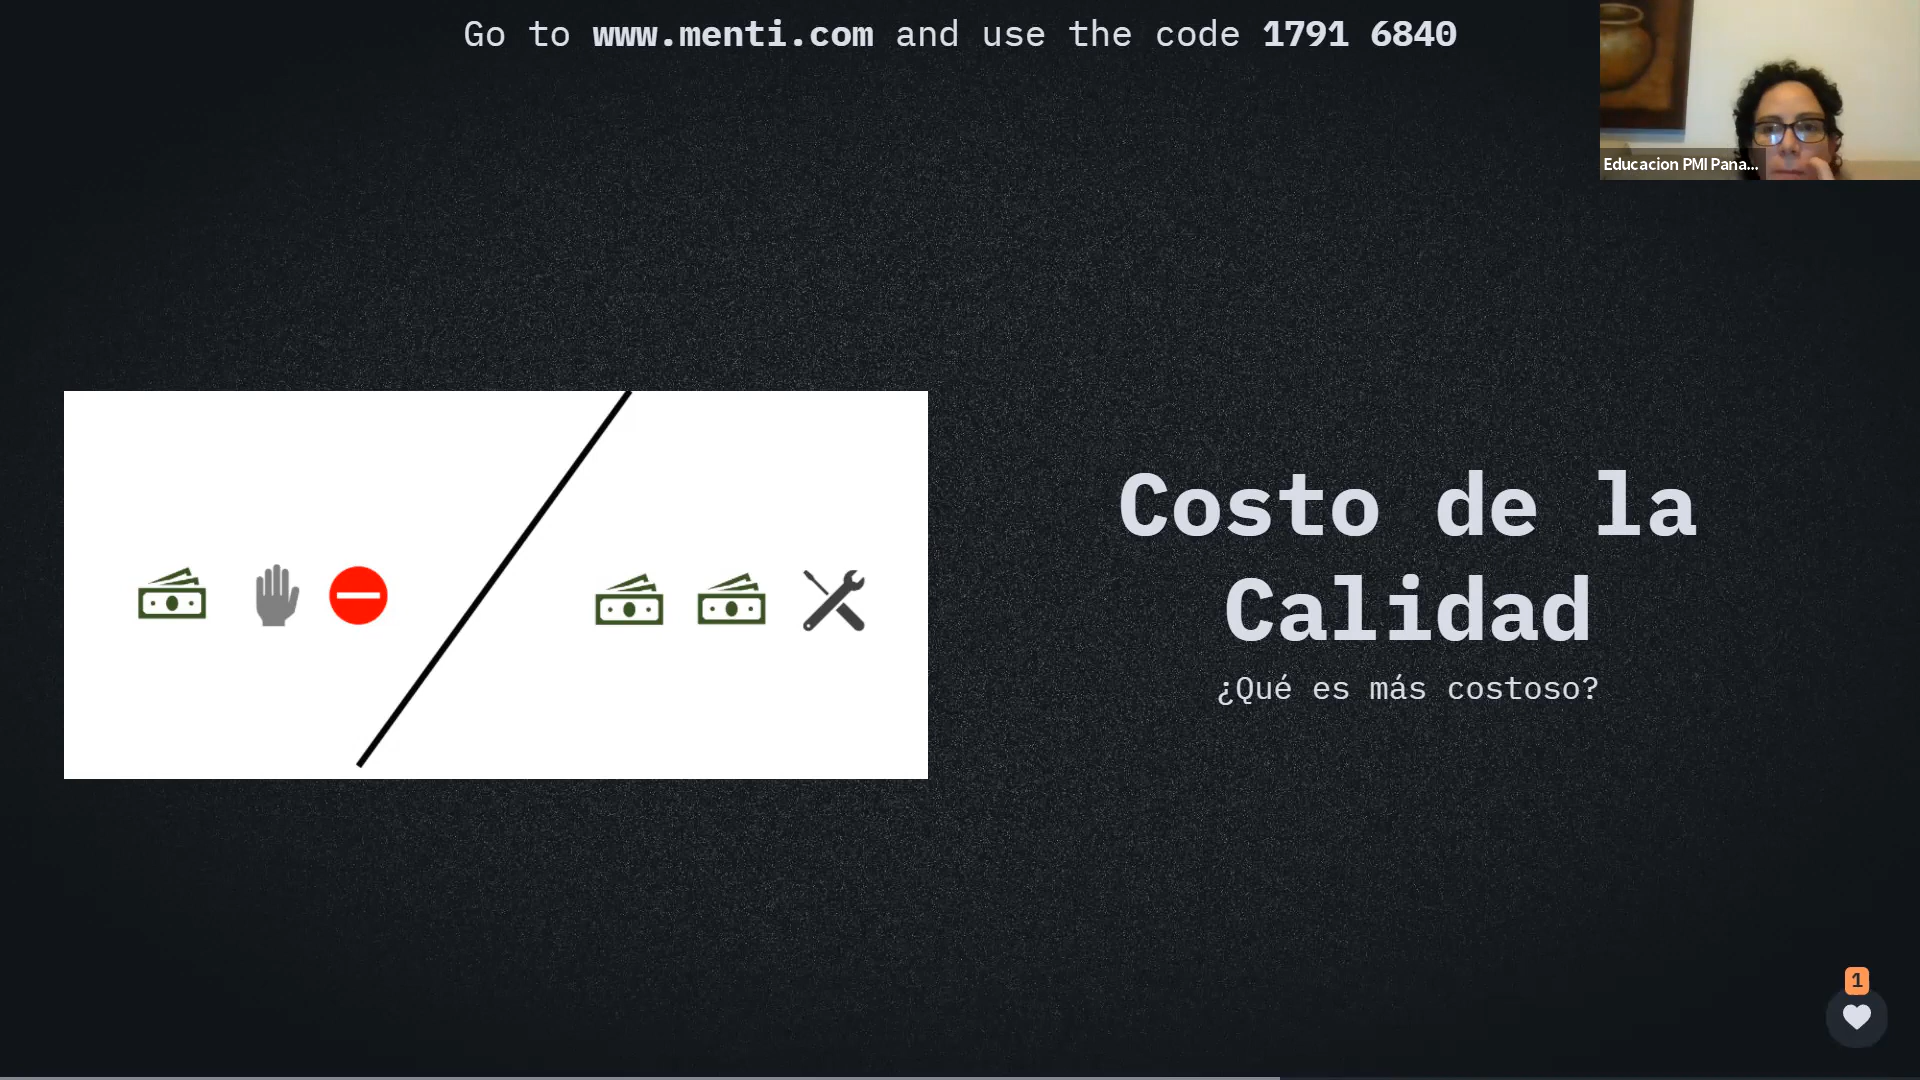 Go to www.menti.com and use the code 1791 6840
Educacion PMI Pana...
Costo de la
Calidad
¿Qué es más costoso?
1